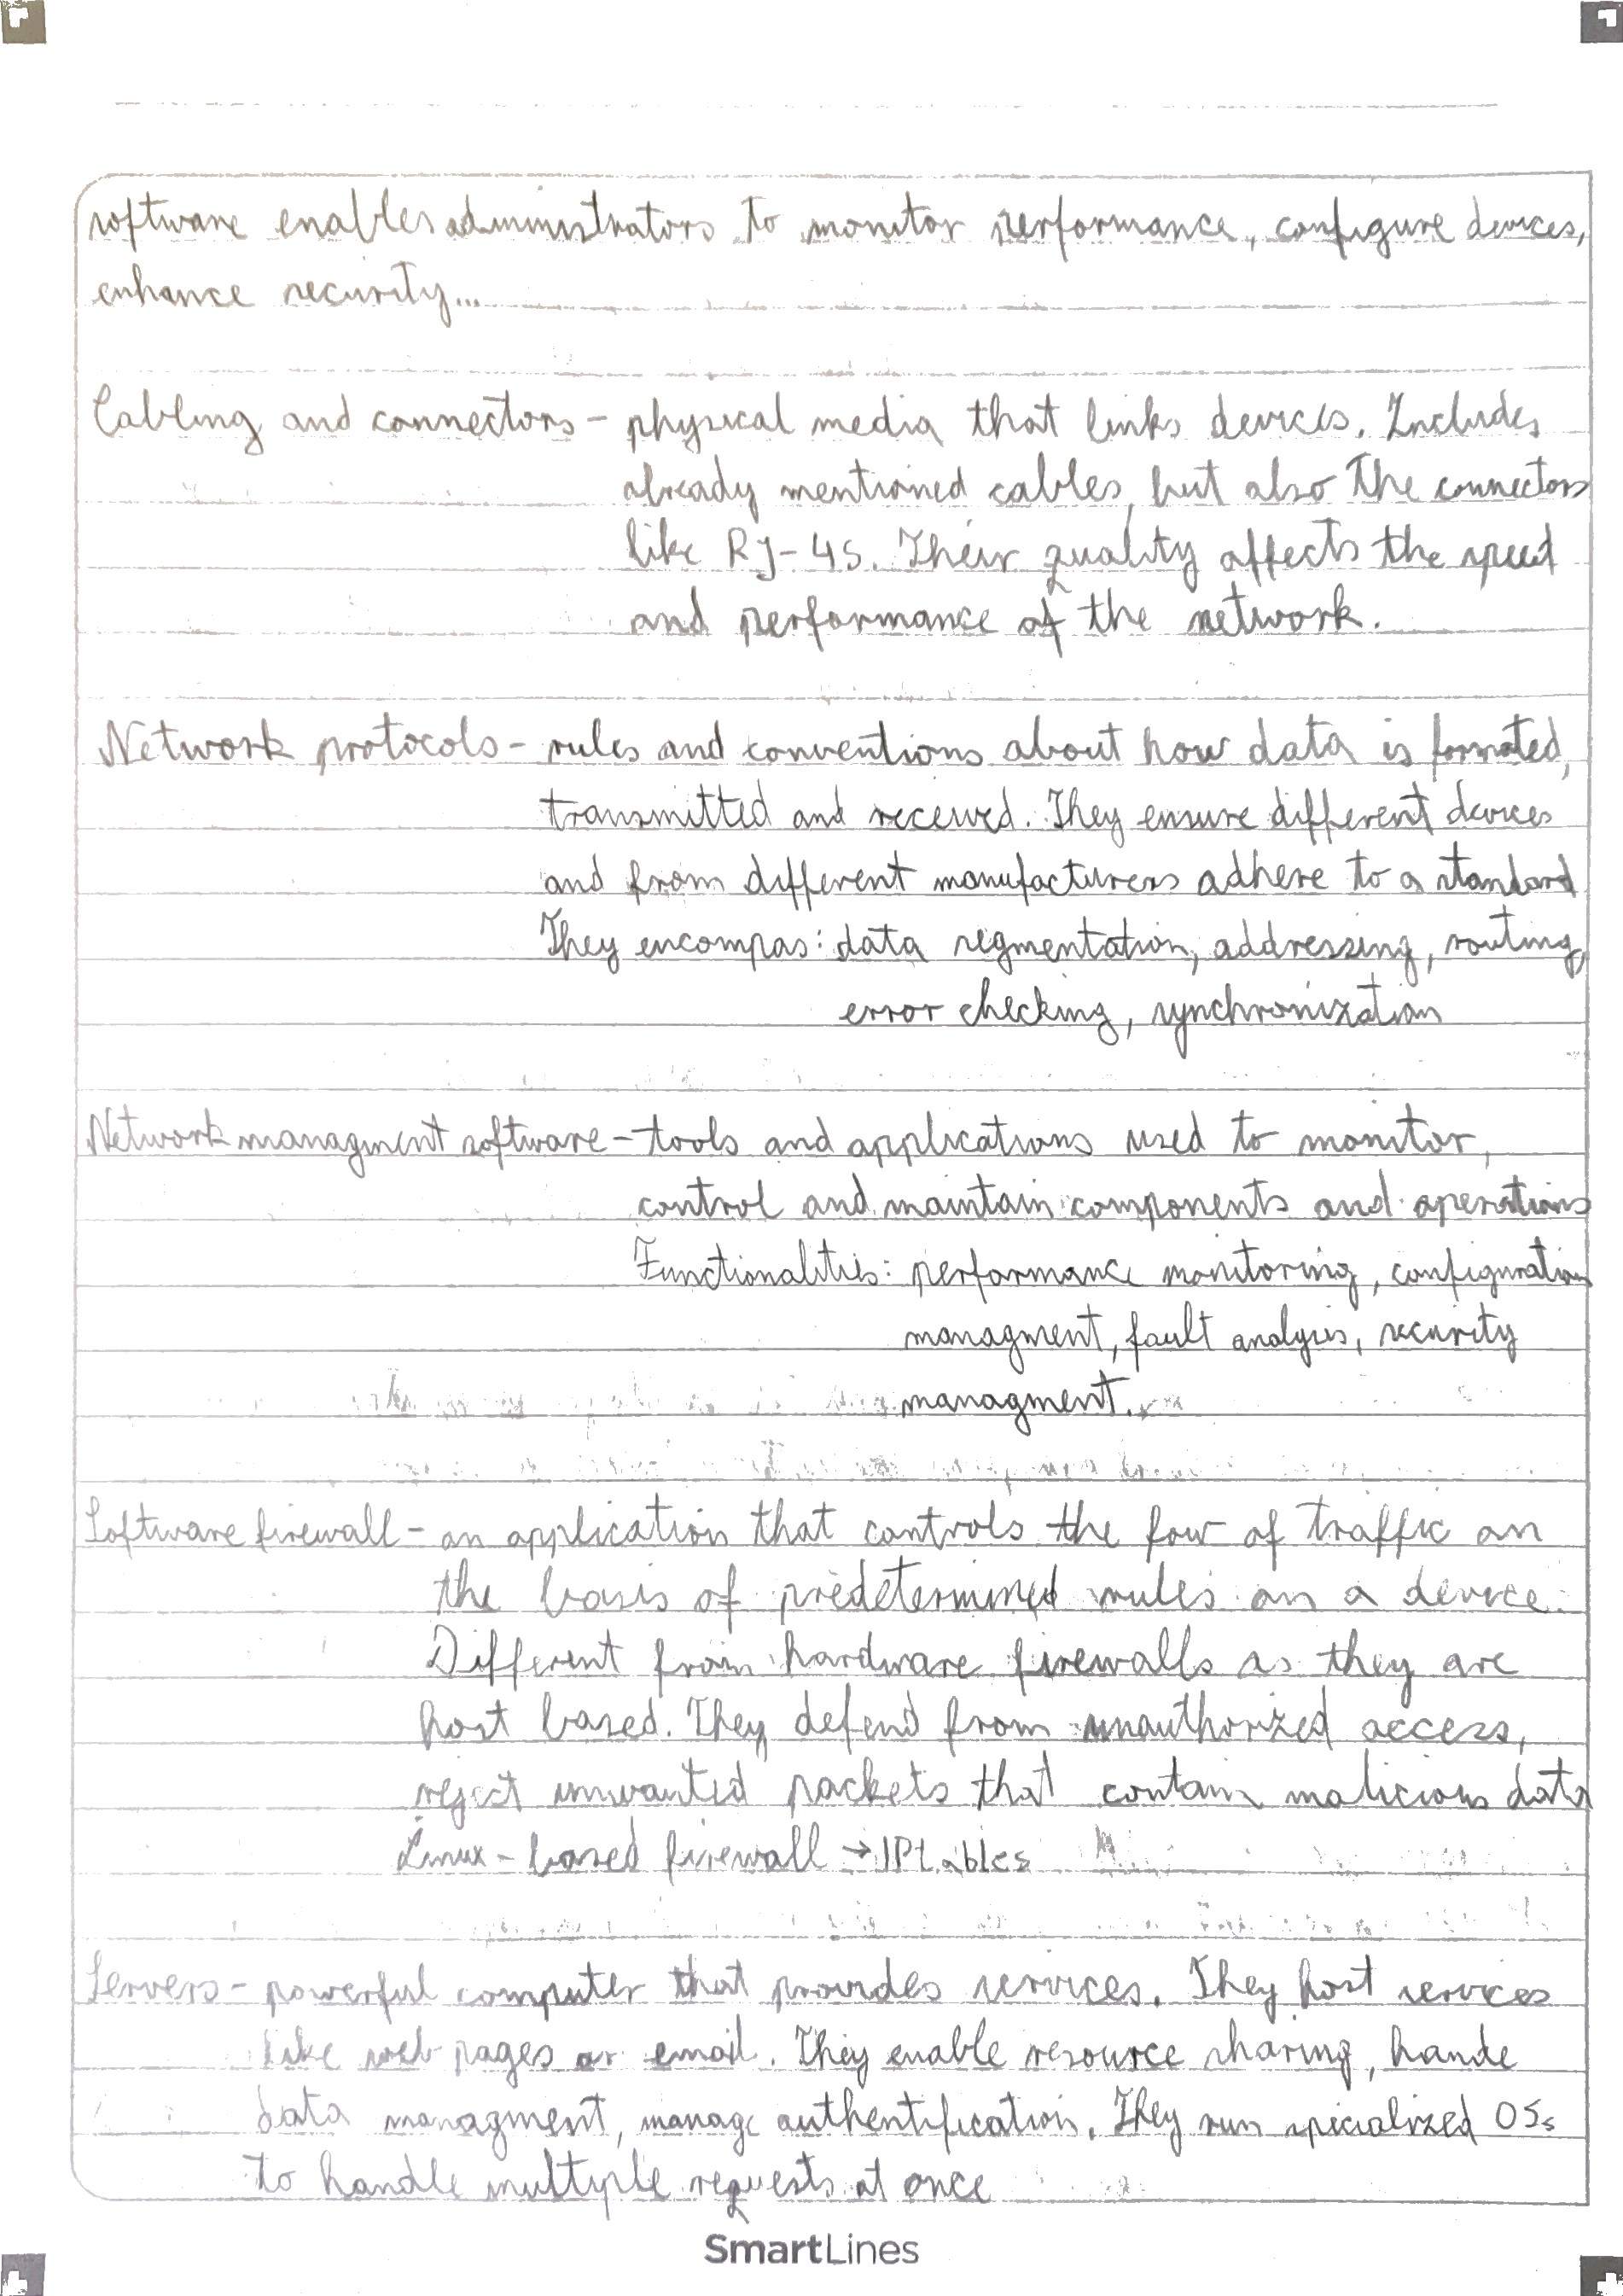 software enables administrators to monitor performance, configure devices,
enhance security...
Cabling and connectors - physical media that links devices. Includes
already mentioned cables, but also the connectors
like RJ-45. Their quality affects the speed
and performance of the network.
Network protocols - rules and conventions about how data is formated,
transmitted and received. They ensure different devices
and from different manufacturers adhere to a standard
They encompas: data segmentation, addressing, routing,
error checking, synchronization
Network managment software - tools and applications used to monitor,
control and maintain components and operations
Functionalities: performance monitoring, configuration
managment, fault analysis, security
managment.
Software firewall - an application that controls the fow of traffic on
the basis of predetermined rules on a device.
Different from hardware firewalls as they are
host based. They defend from unauthorized access,
reject unwanted packets that contain malicious data
Linux - based firewall → IPtables
Servers - powerful computer that provides services. They host services
like web pages or email. They enable resource sharing, hande
data managment, manage authentification. They run specialized OSs
to handle multiple requests at once
SmartLines